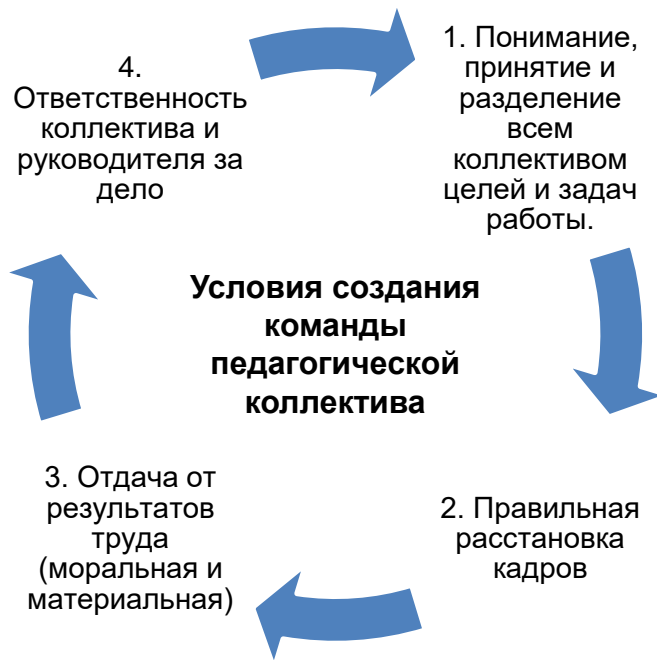 Условия создания
команды
педагогической
коллектива
1. Понимание,
принятие и
разделение
всем
коллективом
целей и задач
работы.
2. Правильная
расстановка
кадров
3. Отдача от
результатов
труда
(моральная и
материальная)
4.
Ответственность
коллектива и
руководителя за
дело